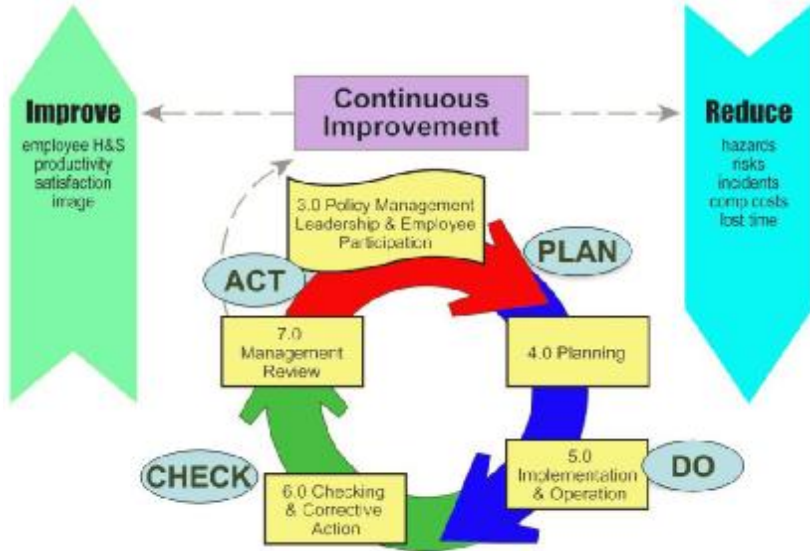 Improve
employee H&S
productivity
satisfaction
image
Continuous
Improvement
Reduce
hazards
risks
incidents
comp costs
lost time
3.0 Policy Management
Leadership & Employee
Participation
PLAN
ACT
7.0
Management
Review
4.0 Planning
CHECK
6.0 Checking
& Corrective
Action
5.0
Implementation
& Operation
DO